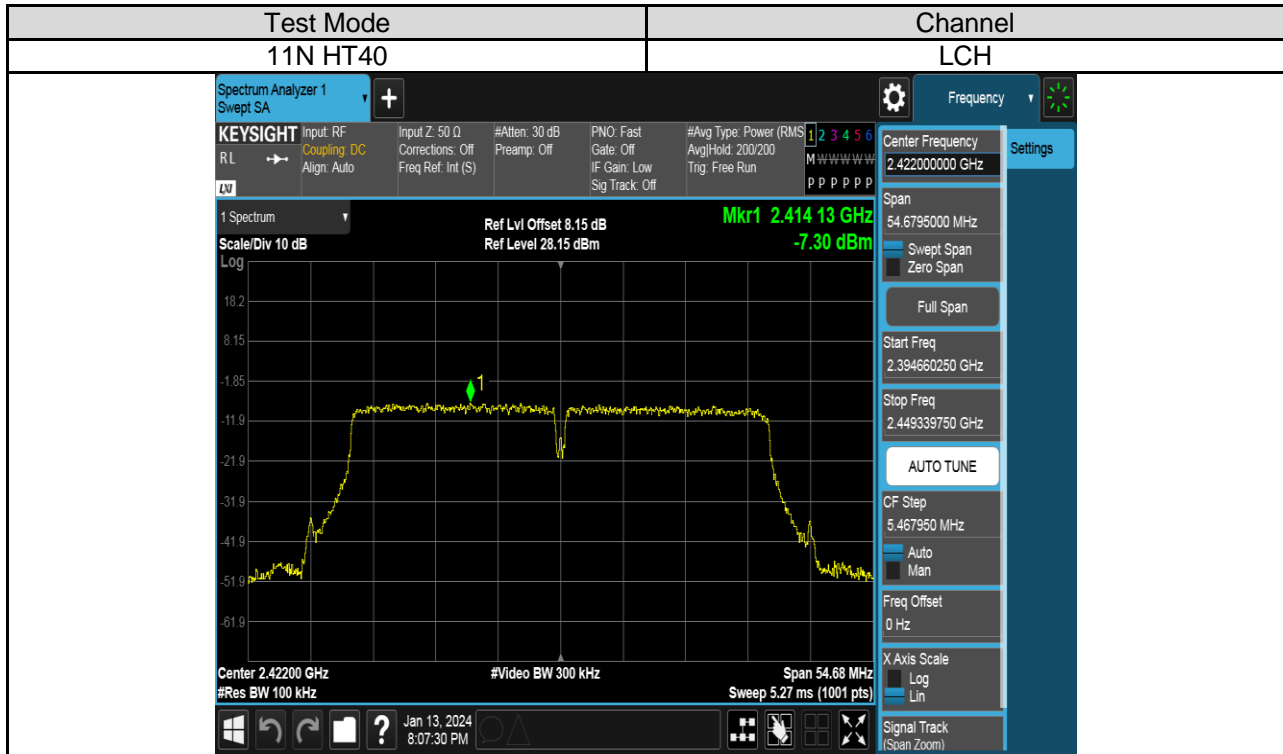 Test Mode
Channel
11N HT40
LCH
Spectrum Analyzer 1
Swept SA
+
Frequency
KEYSIGHT
RL
LXI
Input: RF
Coupling: DC
Align: Auto
Input Z: 50 Ω
Corrections: Off
Freq Ref: Int (S)
#Atten: 30 dB
Preamp: Off
PNO: Fast
Gate: Off
IF Gain: Low
Sig Track: Off
#Avg Type: Power (RMS
Avg|Hold: 200/200
Trig: Free Run
1 2 3 4 5 6
M W W W W W
P P P P P P
1 Spectrum
Scale/Div 10 dB
Ref Lvl Offset 8.15 dB
Ref Level 28.15 dBm
Mkr1 2.414 13 GHz
-7.30 dBm
Log
18.2
8.15
-1.85
-11.9
-21.9
-31.9
-41.9
-51.9
-61.9
1
Center 2.42200 GHz
#Res BW 100 kHz
#Video BW 300 kHz
Span 54.68 MHz
Sweep 5.27 ms (1001 pts)
Center Frequency
2.422000000 GHz
Settings
Span
54.6795000 MHz
Swept Span
Zero Span
Full Span
Start Freq
2.394660250 GHz
Stop Freq
2.449339750 GHz
AUTO TUNE
CF Step
5.467950 MHz
Auto
Man
Freq Offset
0 Hz
X Axis Scale
Log
Lin
Signal Track
(Span Zoom)
?
Jan 13, 2024
8:07:30 PM